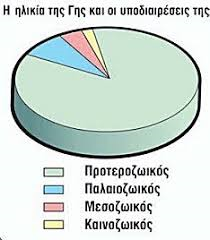 Η ηλικία της Γης και οι υποδιαιρέσεις της
Προτεροζωικός
Παλαιοζωικός
Μεσοζωικός
Καινοζωικός